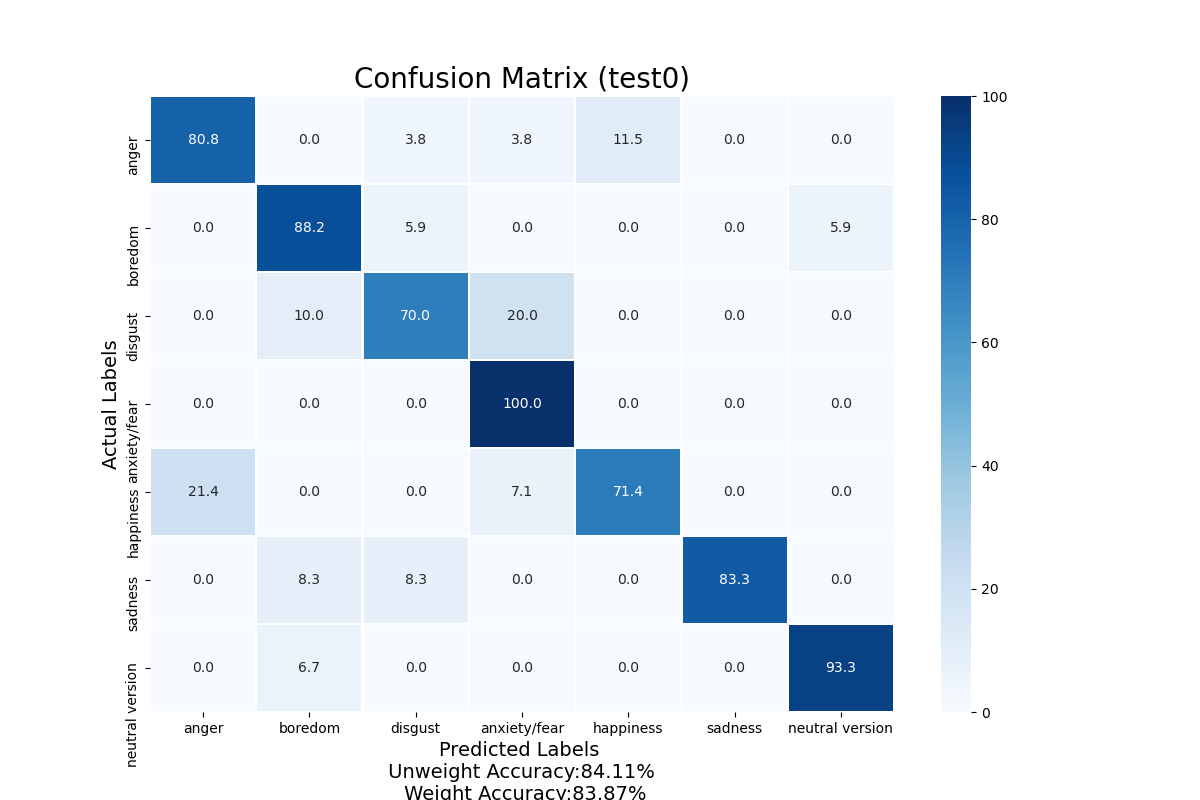 Confusion Matrix (test0)
Actual Labels
anger 80.8 0.0 3.8 3.8 11.5 0.0 0.0
boredom 0.0 88.2 5.9 0.0 0.0 0.0 5.9
disgust 0.0 10.0 70.0 20.0 0.0 0.0 0.0
anxiety/fear 0.0 0.0 0.0 100.0 0.0 0.0 0.0
happiness 21.4 0.0 0.0 7.1 71.4 0.0 0.0
sadness 0.0 8.3 8.3 0.0 0.0 83.3 0.0
neutral version 0.0 6.7 0.0 0.0 0.0 0.0 93.3
anger boredom disgust anxiety/fear happiness sadness neutral version
Predicted Labels
Unweight Accuracy:84.11%
Weight Accuracy:83.87%
100
80
60
40
20
0